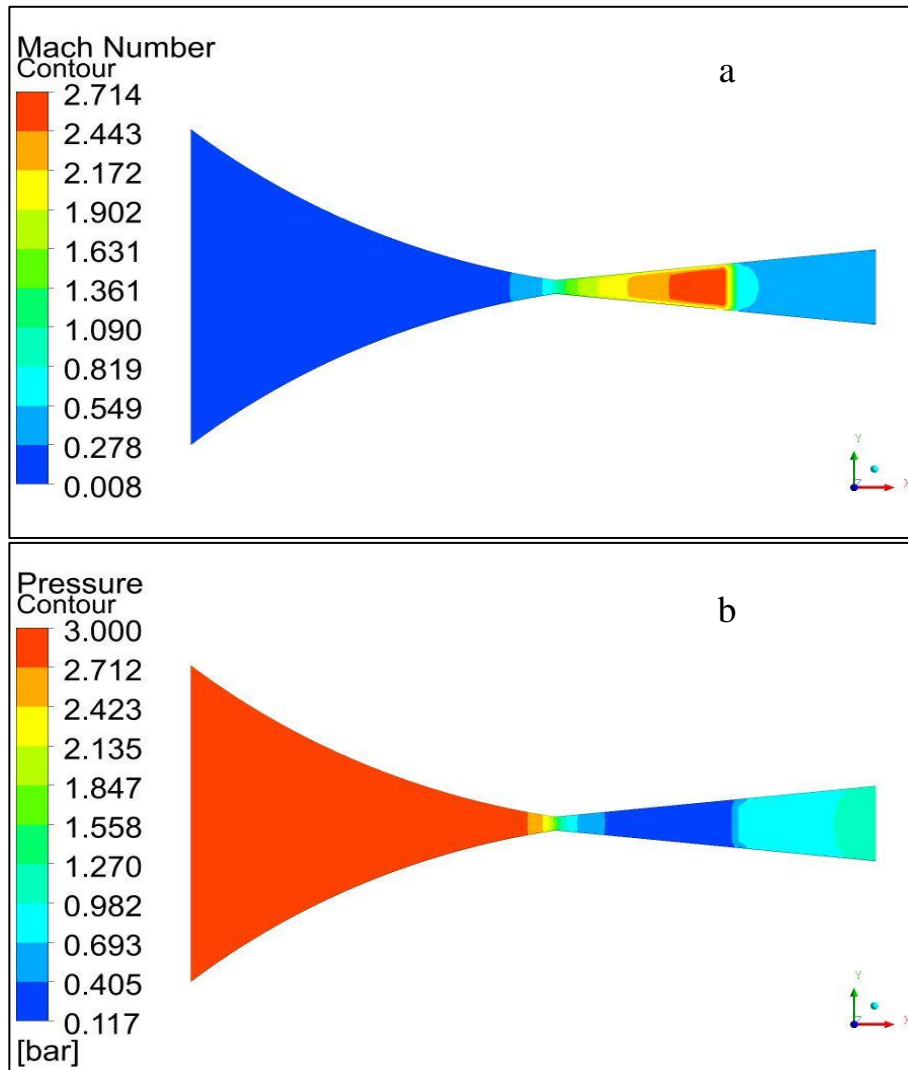 Mach Number
Contour
a
2.714
2.443
2.172
1.902
1.631
1.361
1.090
0.819
0.549
0.278
0.008
Y
Z
X
Pressure
Contour
b
3.000
2.712
2.423
2.135
1.847
1.558
1.270
0.982
0.693
0.405
0.117
[bar]
Y
Z
X